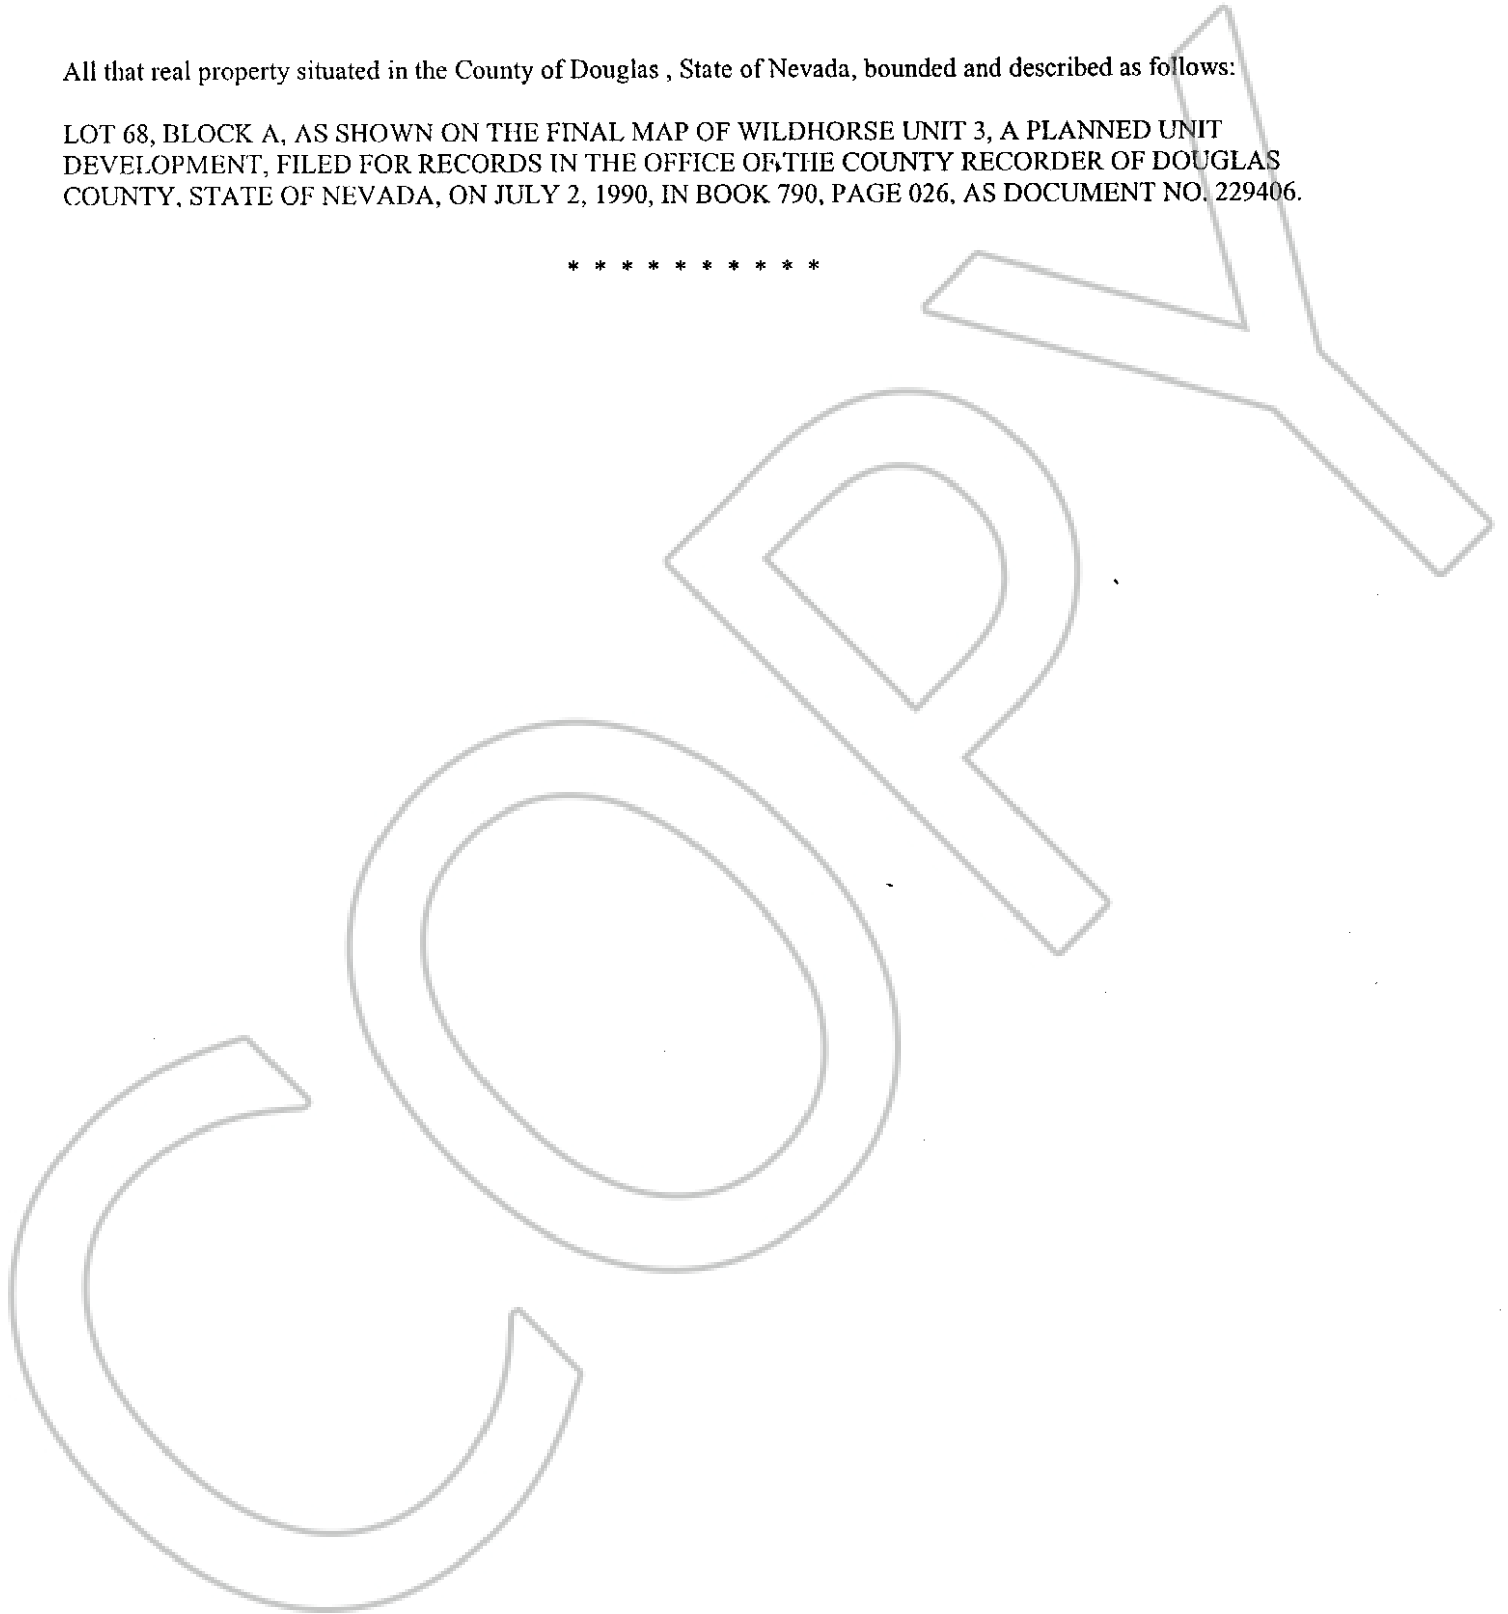 All that real property situated in the County of Douglas , State of Nevada, bounded and described as follows:
LOT 68, BLOCK A, AS SHOWN ON THE FINAL MAP OF WILDHORSE UNIT 3, A PLANNED UNIT
DEVELOPMENT, FILED FOR RECORDS IN THE OFFICE OF THE COUNTY RECORDER OF DOUGLAS
COUNTY, STATE OF NEVADA, ON JULY 2, 1990, IN BOOK 790, PAGE 026, AS DOCUMENT NO. 229406.
* * * * * * * * * *
COPY